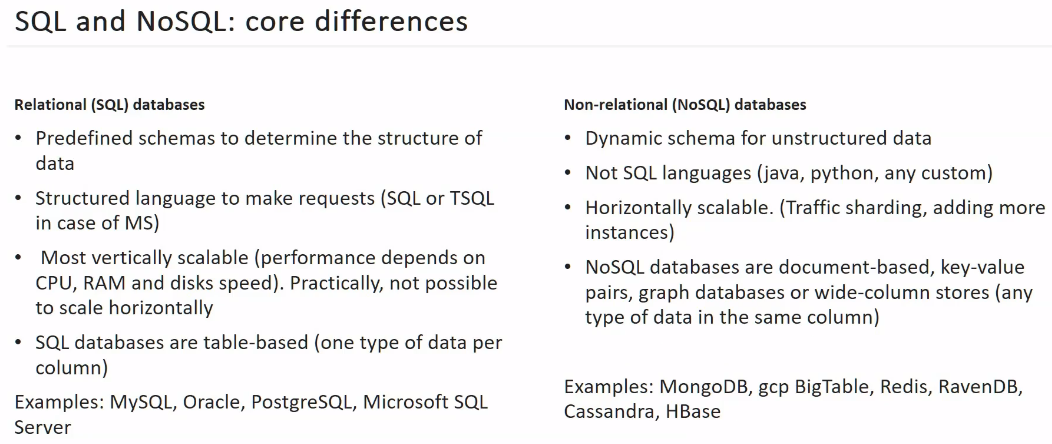 SQL and NoSQL: core differences
Relational (SQL) databases
• Predefined schemas to determine the structure of
data
• Structured language to make requests (SQL or TSQL
in case of MS)
• Most vertically scalable (performance depends on
CPU, RAM and disks speed). Practically, not possible
to scale horizontally
• SQL databases are table-based (one type of data per
column)
Examples: MySQL, Oracle, PostgreSQL, Microsoft SQL
Server
Non-relational (NoSQL) databases
• Dynamic schema for unstructured data
• Not SQL languages (java, python, any custom)
• Horizontally scalable. (Traffic sharding, adding more
instances)
• NoSQL databases are document-based, key-value
pairs, graph databases or wide-column stores (any
type of data in the same column)
Examples: MongoDB, gcp BigTable, Redis, RavenDB,
Cassandra, HBase